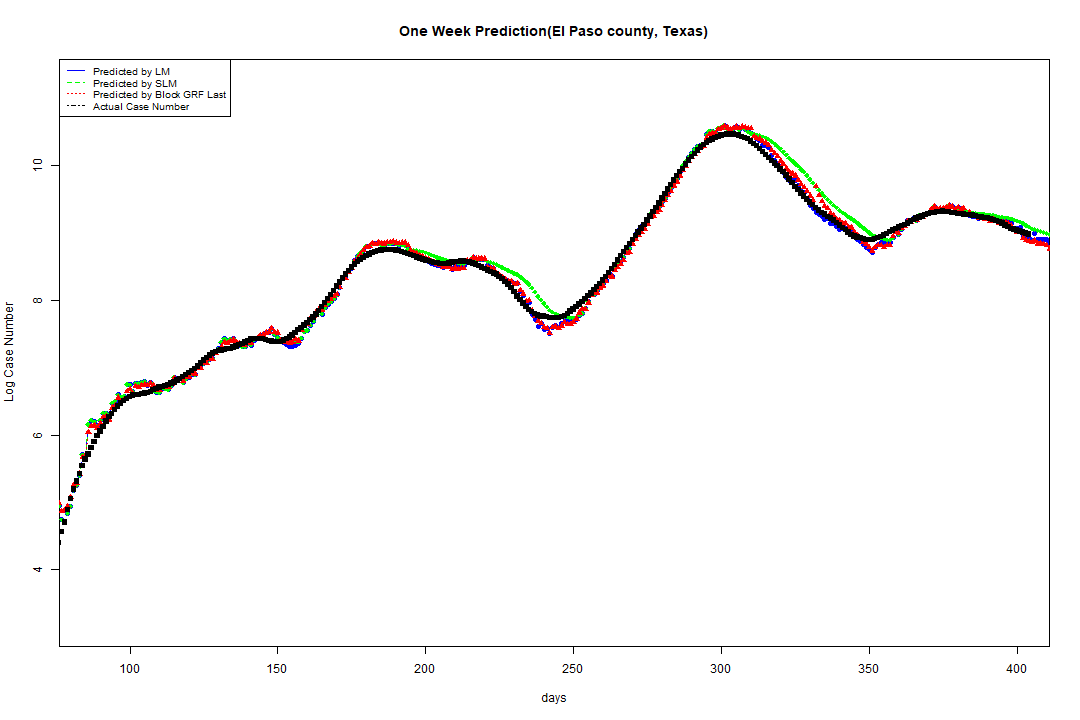 One Week Prediction(El Paso county, Texas)
Predicted by LM
Predicted by SLM
Predicted by Block GRF Last
Actual Case Number
Log Case Number
10
8
6
4
100 150 200 250 300 350 400
days